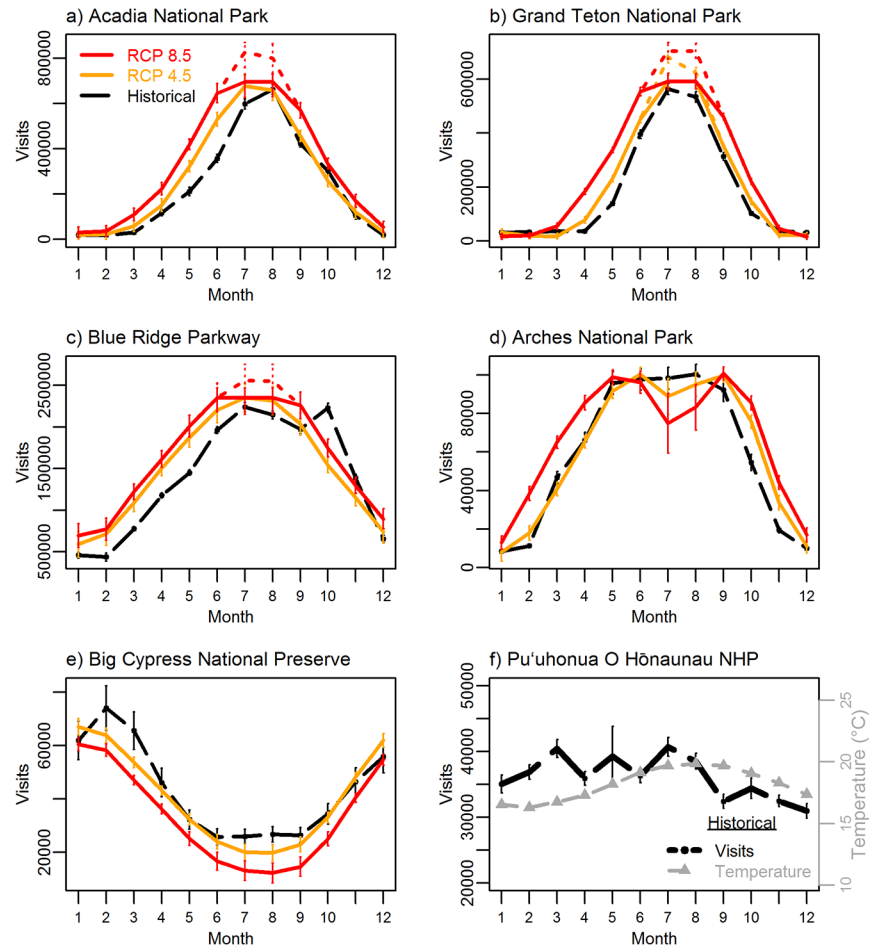 a) Acadia National Park
800000
400000
0
Visits
RCP 8.5
RCP 4.5
Historical
1 2 3 4 5 6 7 8 9 10 11 12
Month
b) Grand Teton National Park
600000
200000
0
Visits
1 2 3 4 5 6 7 8 9 10 12
Month
c) Blue Ridge Parkway
2500000
1500000
500000
Visits
1 2 3 4 5 6 7 8 9 10 12
Month
d) Arches National Park
80000
40000
0
Visits
1 2 3 4 5 6 7 8 9 10 12
Month
e) Big Cypress National Preserve
60000
20000
Visits
1 2 3 4 5 6 7 8 9 10 12
Month
f) Puʻuhonua O Hōnaunau NHP
50000
40000
30000
20000
Visits
25
20
15
10
Temperature (°C)
Historical
Visits
Temperature
1 2 3 4 5 6 7 8 9 10 12
Month